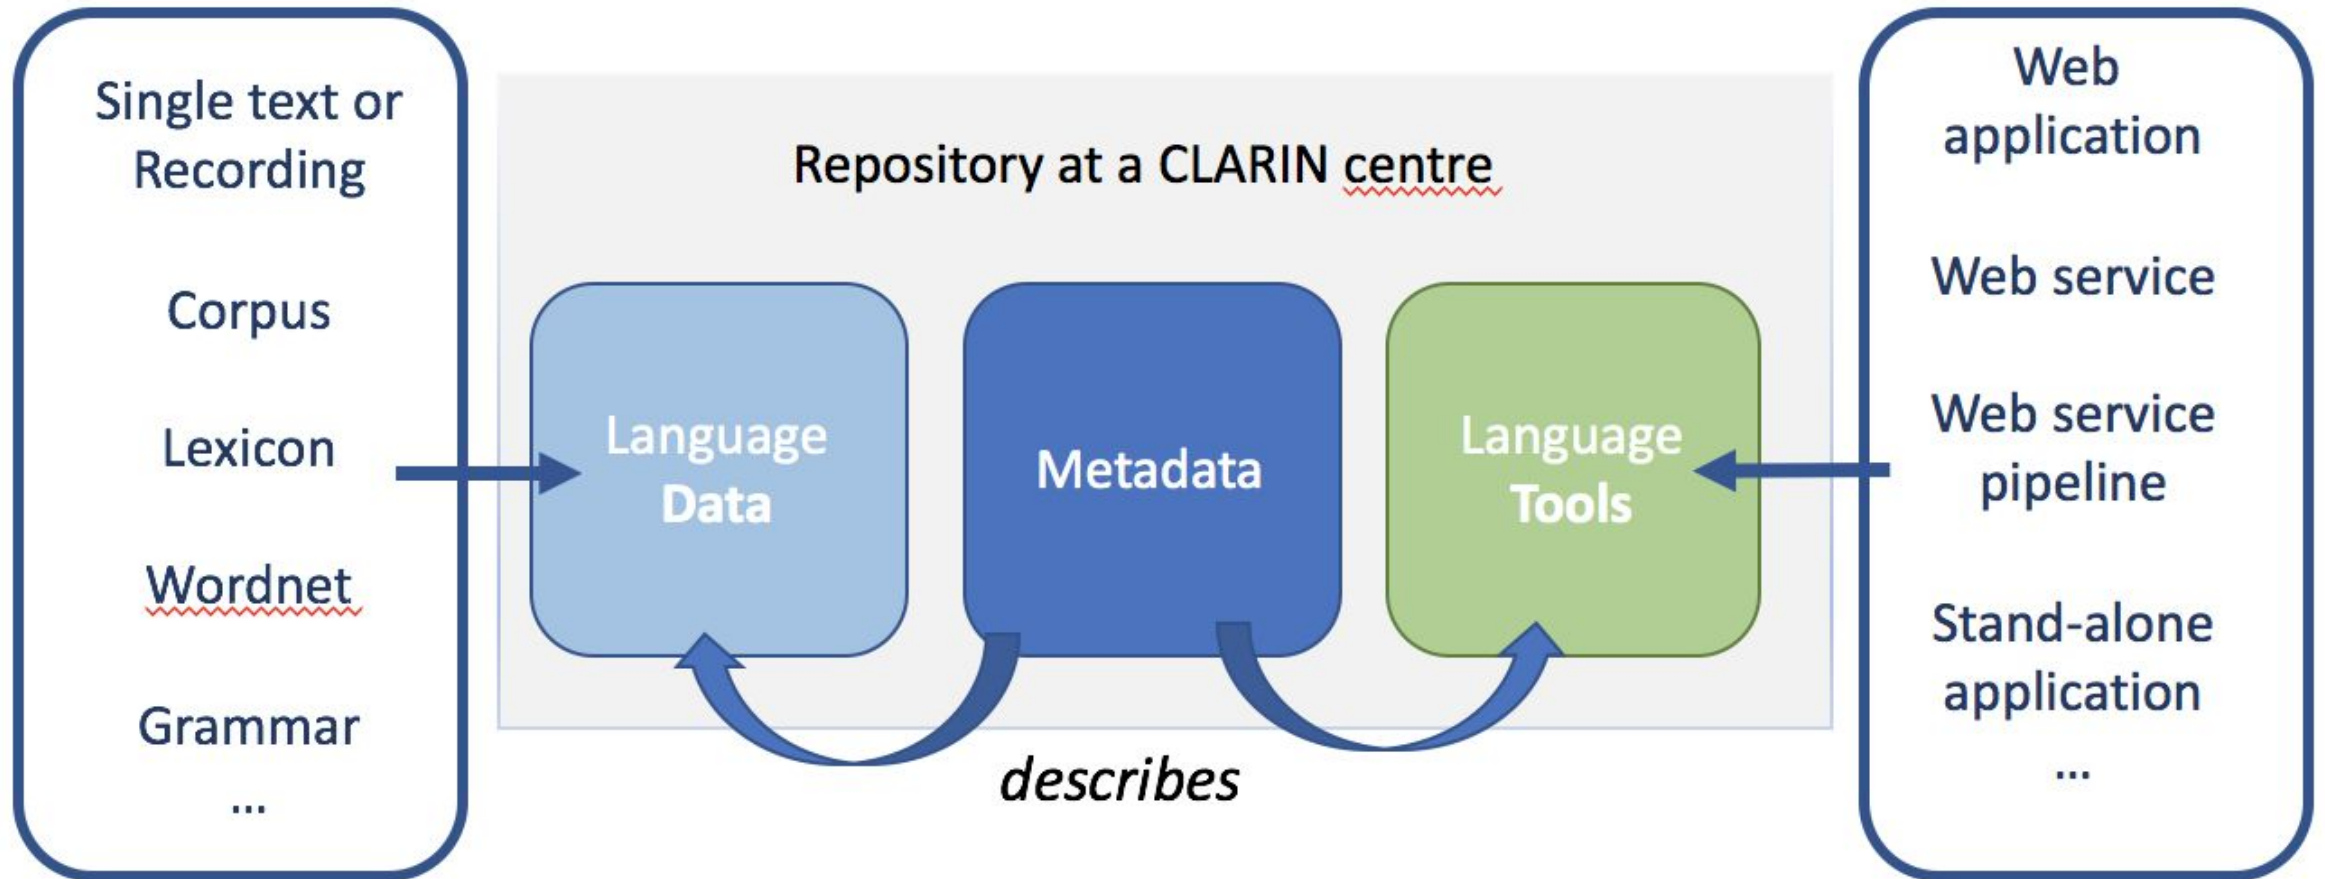 Single text or
Recording
Corpus
Lexicon
Wordnet
Grammar
...
Repository at a CLARIN centre
Language
Data
Metadata
Language
Tools
describes
Web
application
Web service
Web service
pipeline
Stand-alone
application
...